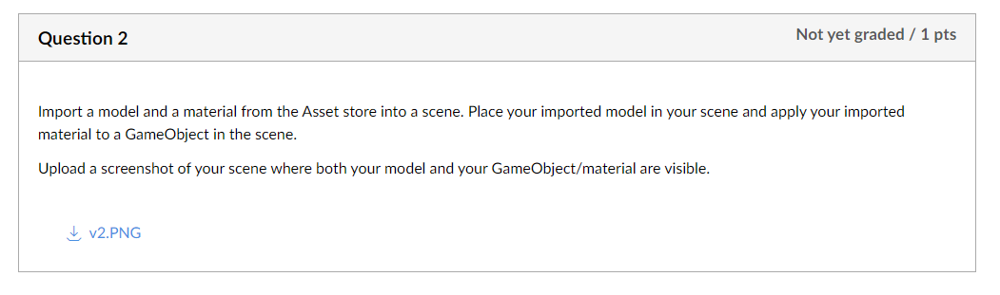 Question 2
Not yet graded / 1 pts
Import a model and a material from the Asset store into a scene. Place your imported model in your scene and apply your imported
material to a GameObject in the scene.
Upload a screenshot of your scene where both your model and your GameObject/material are visible.
v2.PNG